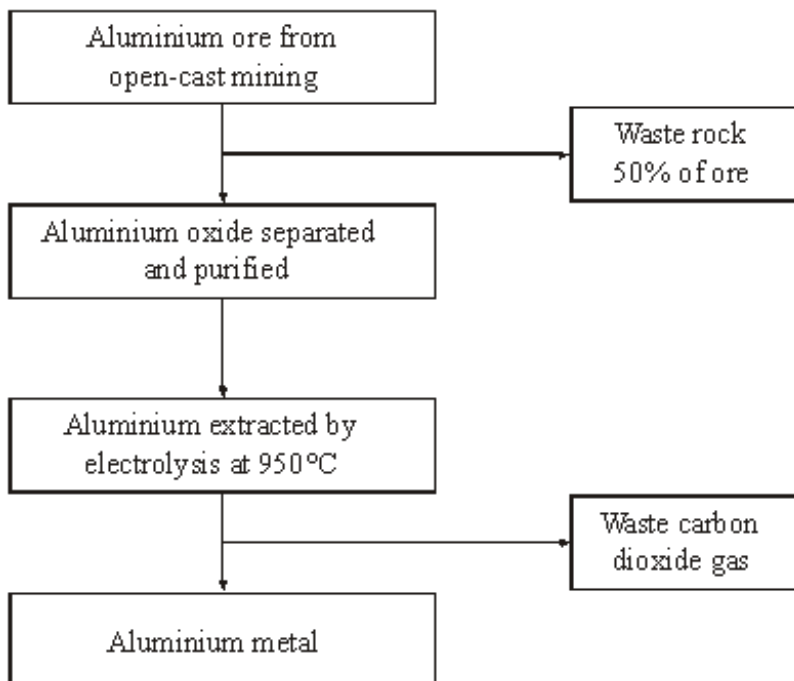 Aluminium ore from
open-cast mining
Waste rock
50% of ore
Aluminium oxide separated
and purified
Aluminium extracted by
electrolysis at 950°C
Waste carbon
dioxide gas
Aluminium metal